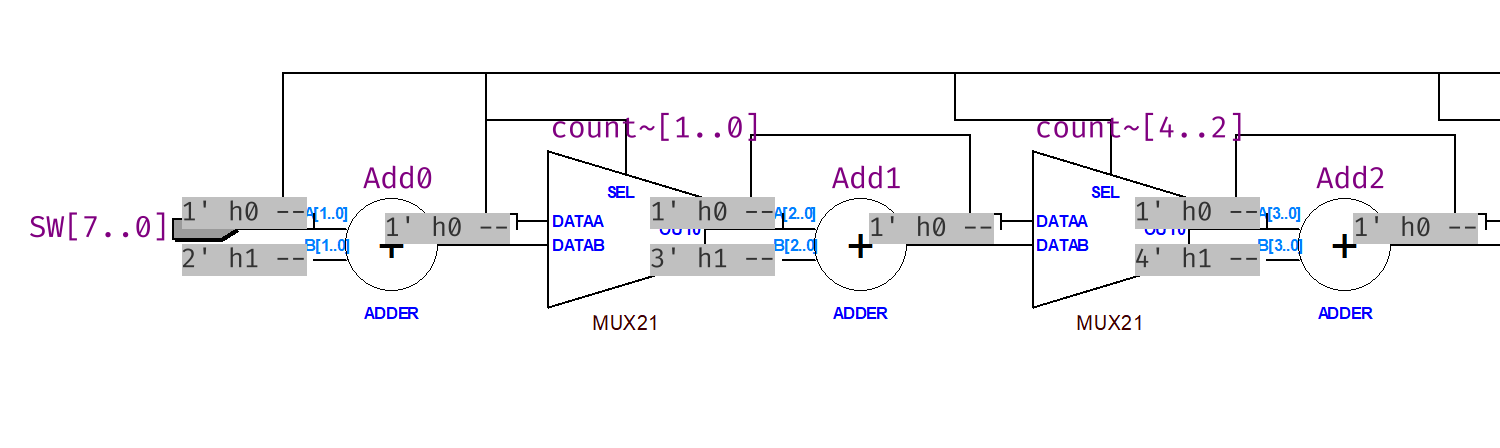 count~[1..0]
count~[4..2]
Add0
Add1
Add2
SEL
SEL
SW[7..0]
1' h0 --
A[1..0]
1' h0 --
DATAA
1' h0 --
A[2..0]
1' h0 --
DATAA
1' h0 --
A[3..0]
1' h0 --
2' h1 --
B[1..0]
+
DATAB
3' h1 --
B[2..0]
+
DATAB
4' h1 --
B[3..0]
+
ADDER
MUX21
ADDER
MUX21
ADDER